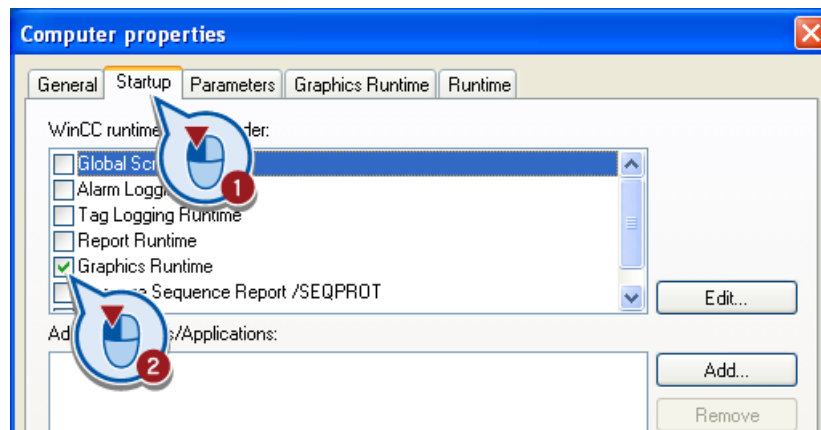 Computer properties
General Startup Parameters Graphics Runtime Runtime
WinCC runtime der:
Global Scr
Alarm Loggi
1
Tag Logging Runtime
Report Runtime
Graphics Runtime
Sequence Report /SEQPROT
Edit...
Ad s/Applications:
2
Add...
Remove